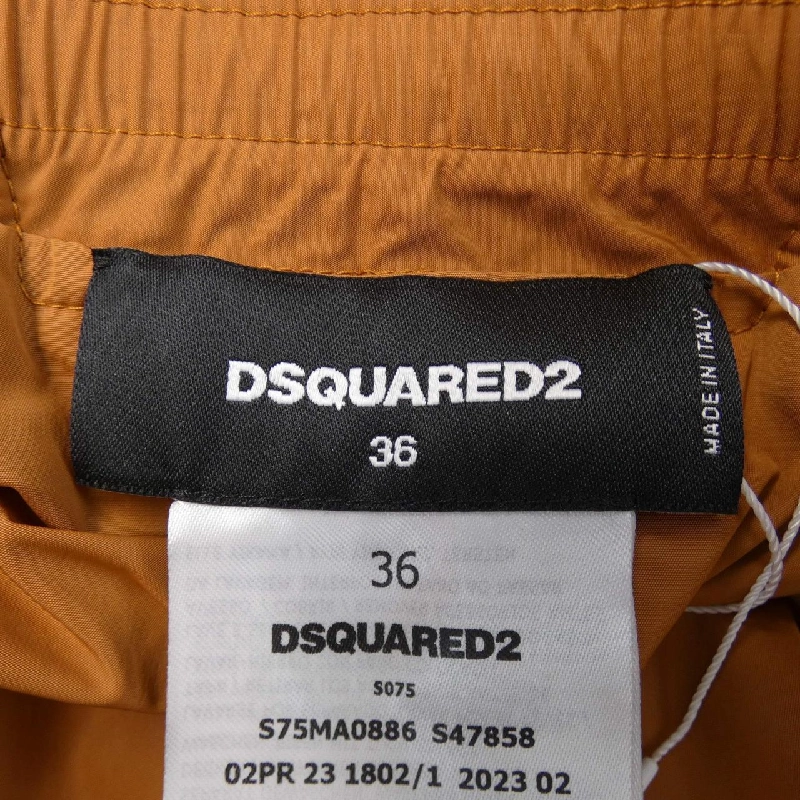 DSQUARED2
36
MADE IN ITALY
36
DSQUARED2
S075
S75MA0886 S47858
02PR 23 1802/1 2023 02